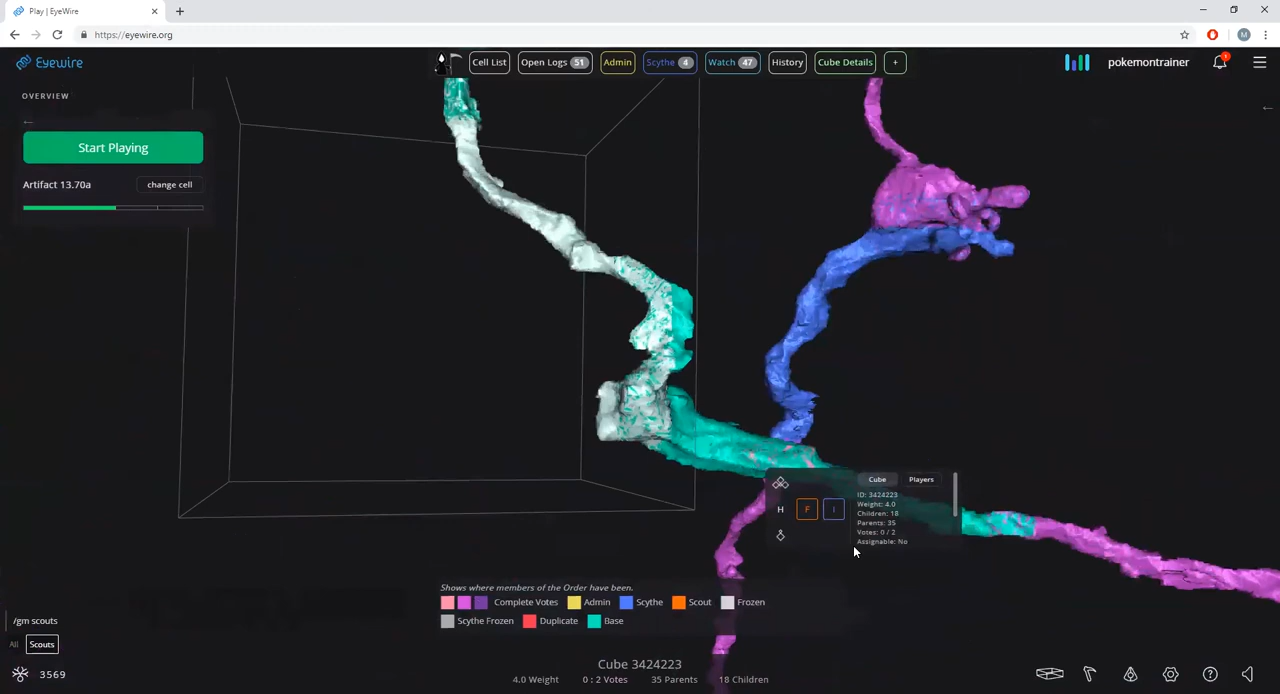 Play | EyeWire
https://eyewire.org
M
Eyewire
Cell List
Open Logs 51
Admin
Scythe 4
Watch 47
History
Cube Details
+
pokemontrainer
1
OVERVIEW
Start Playing
Artifact 13.70a
change cell
Cube
Players
H
F
I
ID: 3424223
Weight: 4.0
Children: 18
Parents: 35
Votes: 0 / 2
Assignable: No
Shows where members of the Order have been.
Complete Votes
Admin
Scythe
Scout
Frozen
Scythe Frozen
Duplicate
Base
/gm scouts
All
Scouts
3569
Cube 3424223
4.0 Weight
0 : 2 Votes
35 Parents
18 Children